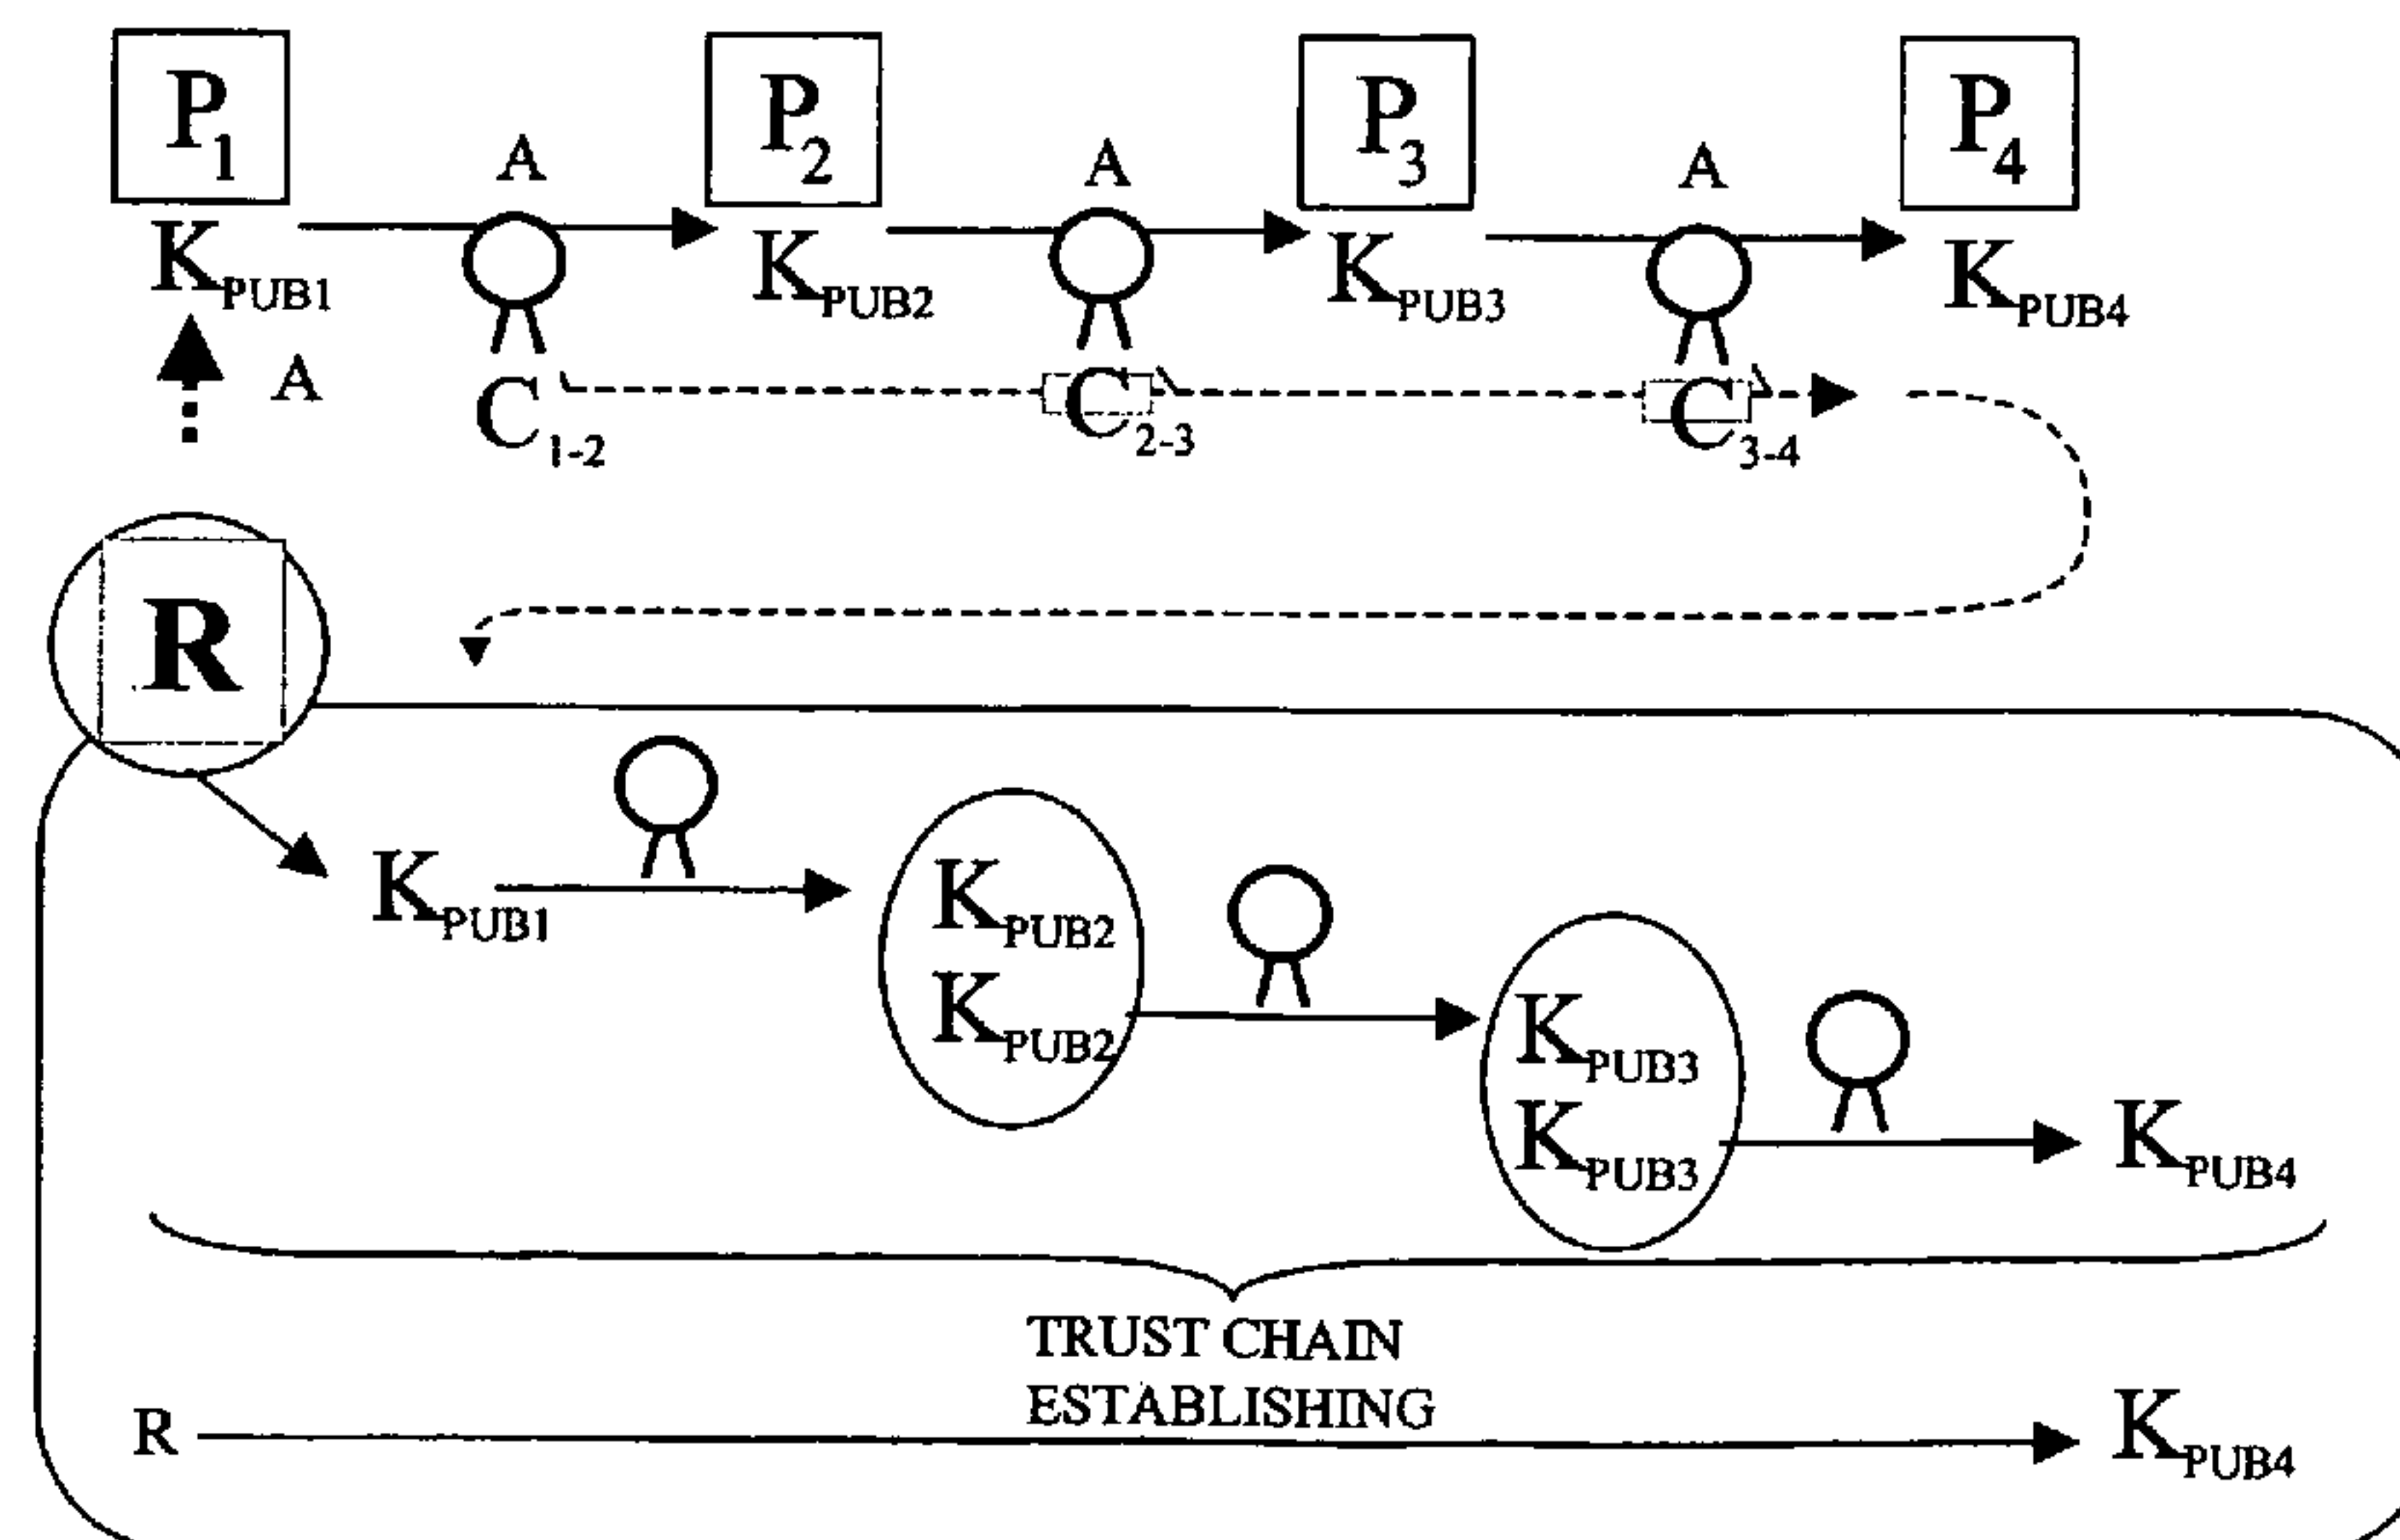 P1 P2 P3 P4
A A A
KPUB1 KPUB2 KPUB3 KPUB4
A
C1-2 C2-3 C3-4
R
KPUB1 KPUB2
KPUB2 KPUB3
KPUB3 KPUB4
TRUST CHAIN
ESTABLISHING
R KPUB4